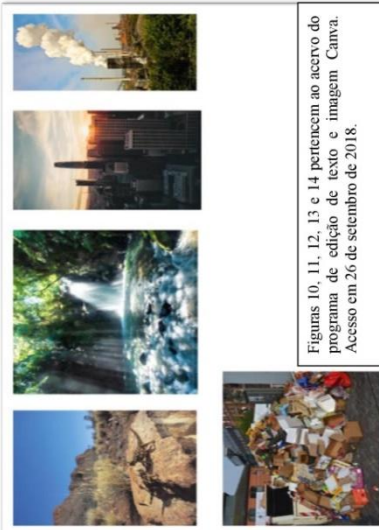 Figuras 10, 11, 12, 13 e 14 pertencem ao acervo do
programa de edição de texto e imagem Canva.
Acesso em 26 de setembro de 2018.